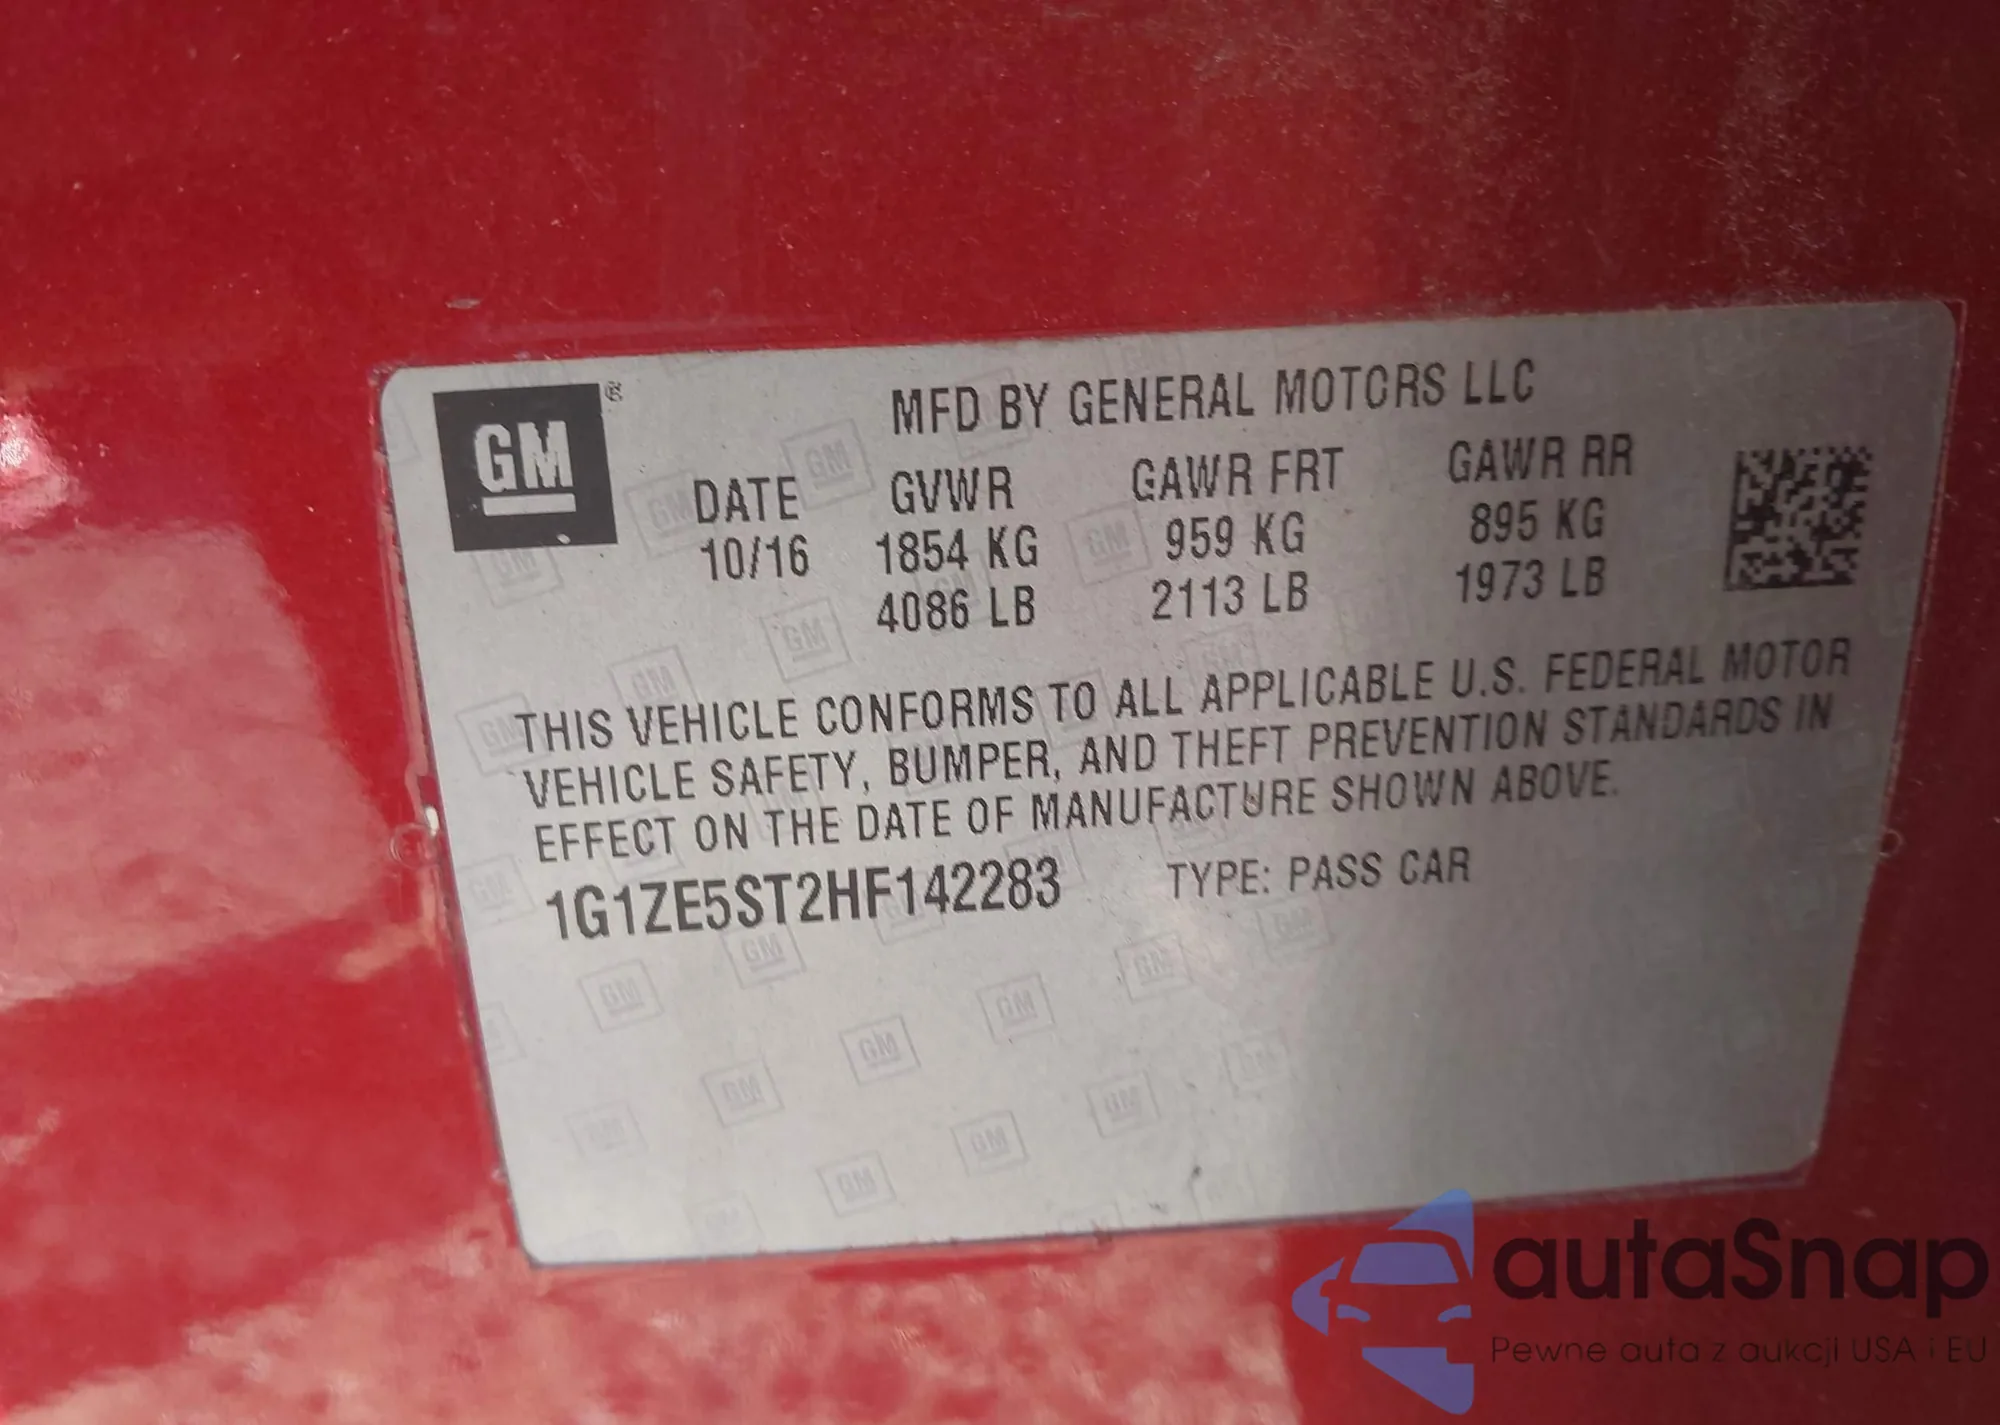 GM®
MFD BY GENERAL MOTORS LLC
DATE GVWR GAWR FRT GAWR RR
10/16 1854 KG 959 KG 895 KG
4086 LB 2113 LB 1973 LB
THIS VEHICLE CONFORMS TO ALL APPLICABLE U.S. FEDERAL MOTOR
VEHICLE SAFETY, BUMPER, AND THEFT PREVENTION STANDARDS IN
EFFECT ON THE DATE OF MANUFACTURE SHOWN ABOVE.
1G1ZE5ST2HF142283 TYPE: PASS CAR
autaSnap
Pewne auta z aukcji USA i EU